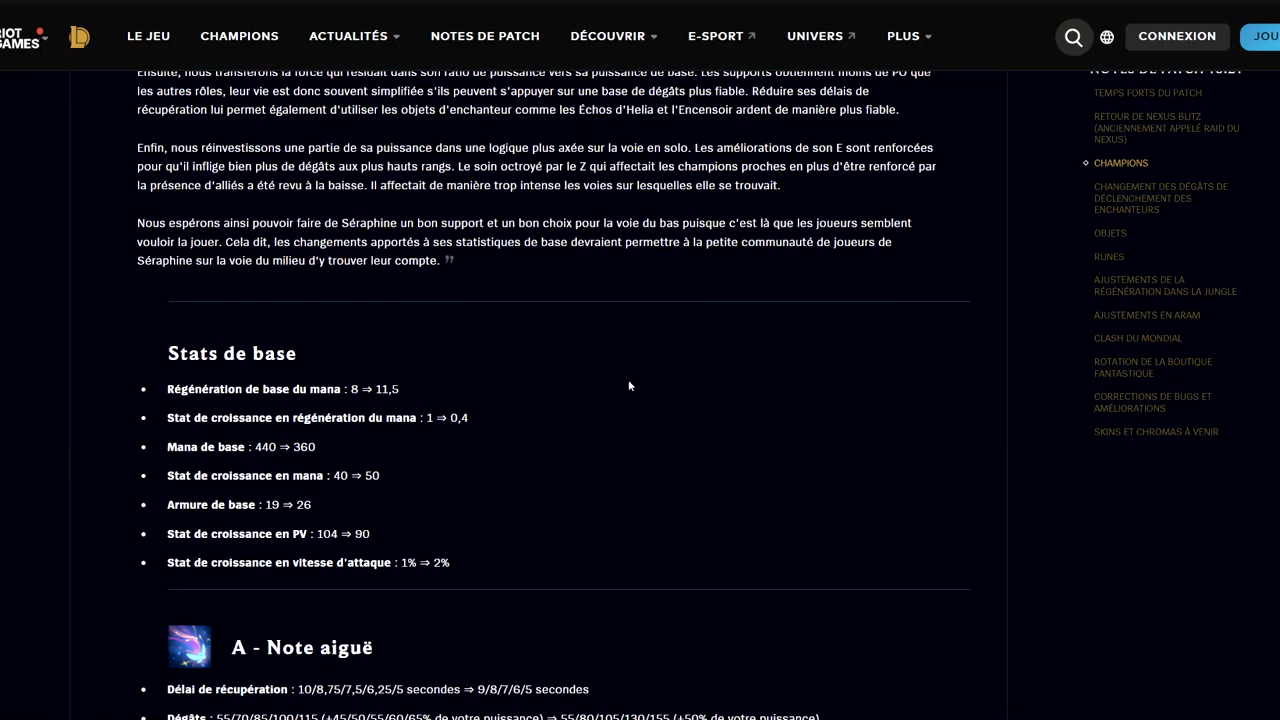 RIOT GAMES
LE JEU
CHAMPIONS
ACTUALITÉS
NOTES DE PATCH
DÉCOUVRIR
E-SPORT
UNIVERS
PLUS
CONNEXION
JOU
Ensuite, nous transférons la force qui résidait dans son ratio de puissance vers sa puissance de base. Les supports obtiennent moins de PO que
les autres rôles, leur vie est donc souvent simplifiée s'ils peuvent s'appuyer sur une base de dégâts plus fiable. Réduire ses délais de
récupération lui permet également d'utiliser les objets d'enchanteur comme les Échos d'Helia et l'Encensoir ardent de manière plus fiable.
Enfin, nous réinvestissons une partie de sa puissance dans une logique plus axée sur la voie en solo. Les améliorations de son E sont renforcées
pour qu'il inflige bien plus de dégâts aux plus hauts rangs. Le soin octroyé par le Z qui affectait les champions proches en plus d'être renforcé par
la présence d'alliés a été revu à la baisse. Il affectait de manière trop intense les voies sur lesquelles elle se trouvait.
Nous espérons ainsi pouvoir faire de Séraphine un bon support et un bon choix pour la voie du bas puisque c'est là que les joueurs semblent
vouloir la jouer. Cela dit, les changements apportés à ses statistiques de base devraient permettre à la petite communauté de joueurs de
Séraphine sur la voie du milieu d'y trouver leur compte. ”
Stats de base
• Régénération de base du mana : 8 ⇒ 11,5
• Stat de croissance en régénération du mana : 1 ⇒ 0,4
• Mana de base : 440 ⇒ 360
• Stat de croissance en mana : 40 ⇒ 50
• Armure de base : 19 ⇒ 26
• Stat de croissance en PV : 104 ⇒ 90
• Stat de croissance en vitesse d'attaque : 1% ⇒ 2%
A - Note aiguë
• Délai de récupération : 10/8,75/7,5/6,25/5 secondes ⇒ 9/8/7/6/5 secondes
• Dégâts : 55/70/85/100/115 (+45/50/55/60/65% de votre puissance) ⇒ 55/80/105/130/155 (+50% de votre puissance)
NOTES DE PATCH 13.21
TEMPS FORTS DU PATCH
RETOUR DE NEXUS BLITZ
(ANCIENNEMENT APPELÉ RAID DU
NEXUS)
CHAMPIONS
CHANGEMENT DES DÉGÂTS DE
DÉCLENCHEMENT DES
ENCHANTEURS
OBJETS
RUNES
AJUSTEMENTS DE LA
RÉGÉNÉRATION DANS LA JUNGLE
AJUSTEMENTS EN ARAM
CLASH DU MONDIAL
ROTATION DE LA BOUTIQUE
FANTASTIQUE
CORRECTIONS DE BUGS ET
AMÉLIORATIONS
SKINS ET CHROMAS À VENIR